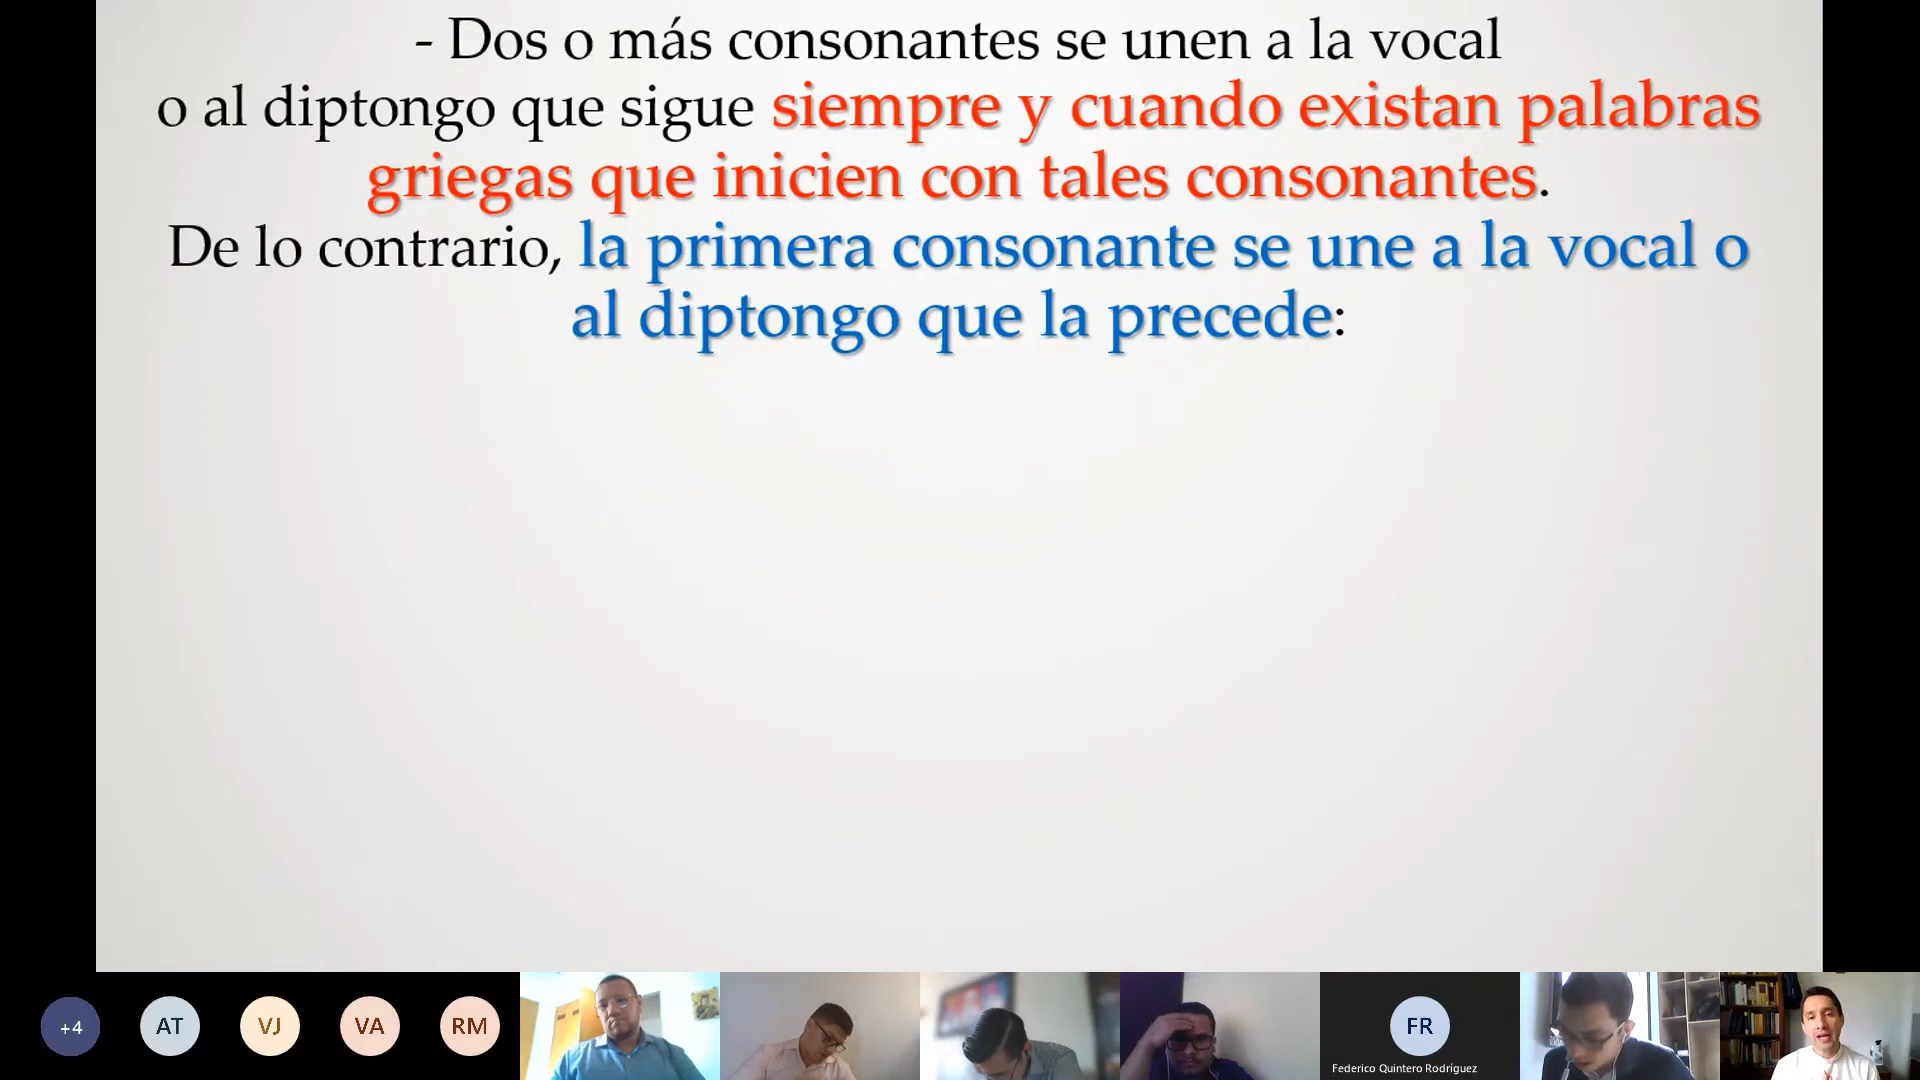 - Dos o más consonantes se unen a la vocal
o al diptongo que sigue siempre y cuando existan palabras
griegas que inicien con tales consonantes.
De lo contrario, la primera consonante se une a la vocal o
al diptongo que la precede:
+4
AT
VJ
VA
RM
FR
Federico Quintero Rodríguez